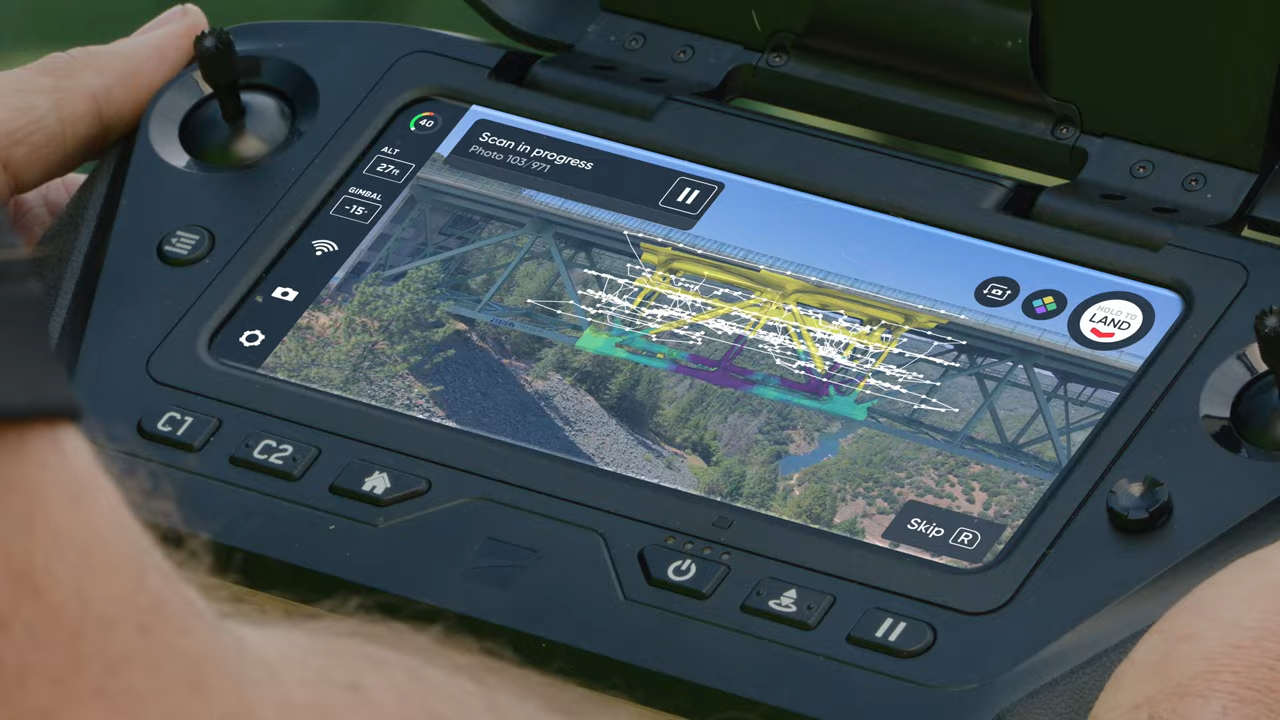 40
ALT
27FT
GIMBAL
-15°
Scan in progress
Photo 103/971
HOLD TO
LAND
Skip R
C1
C2